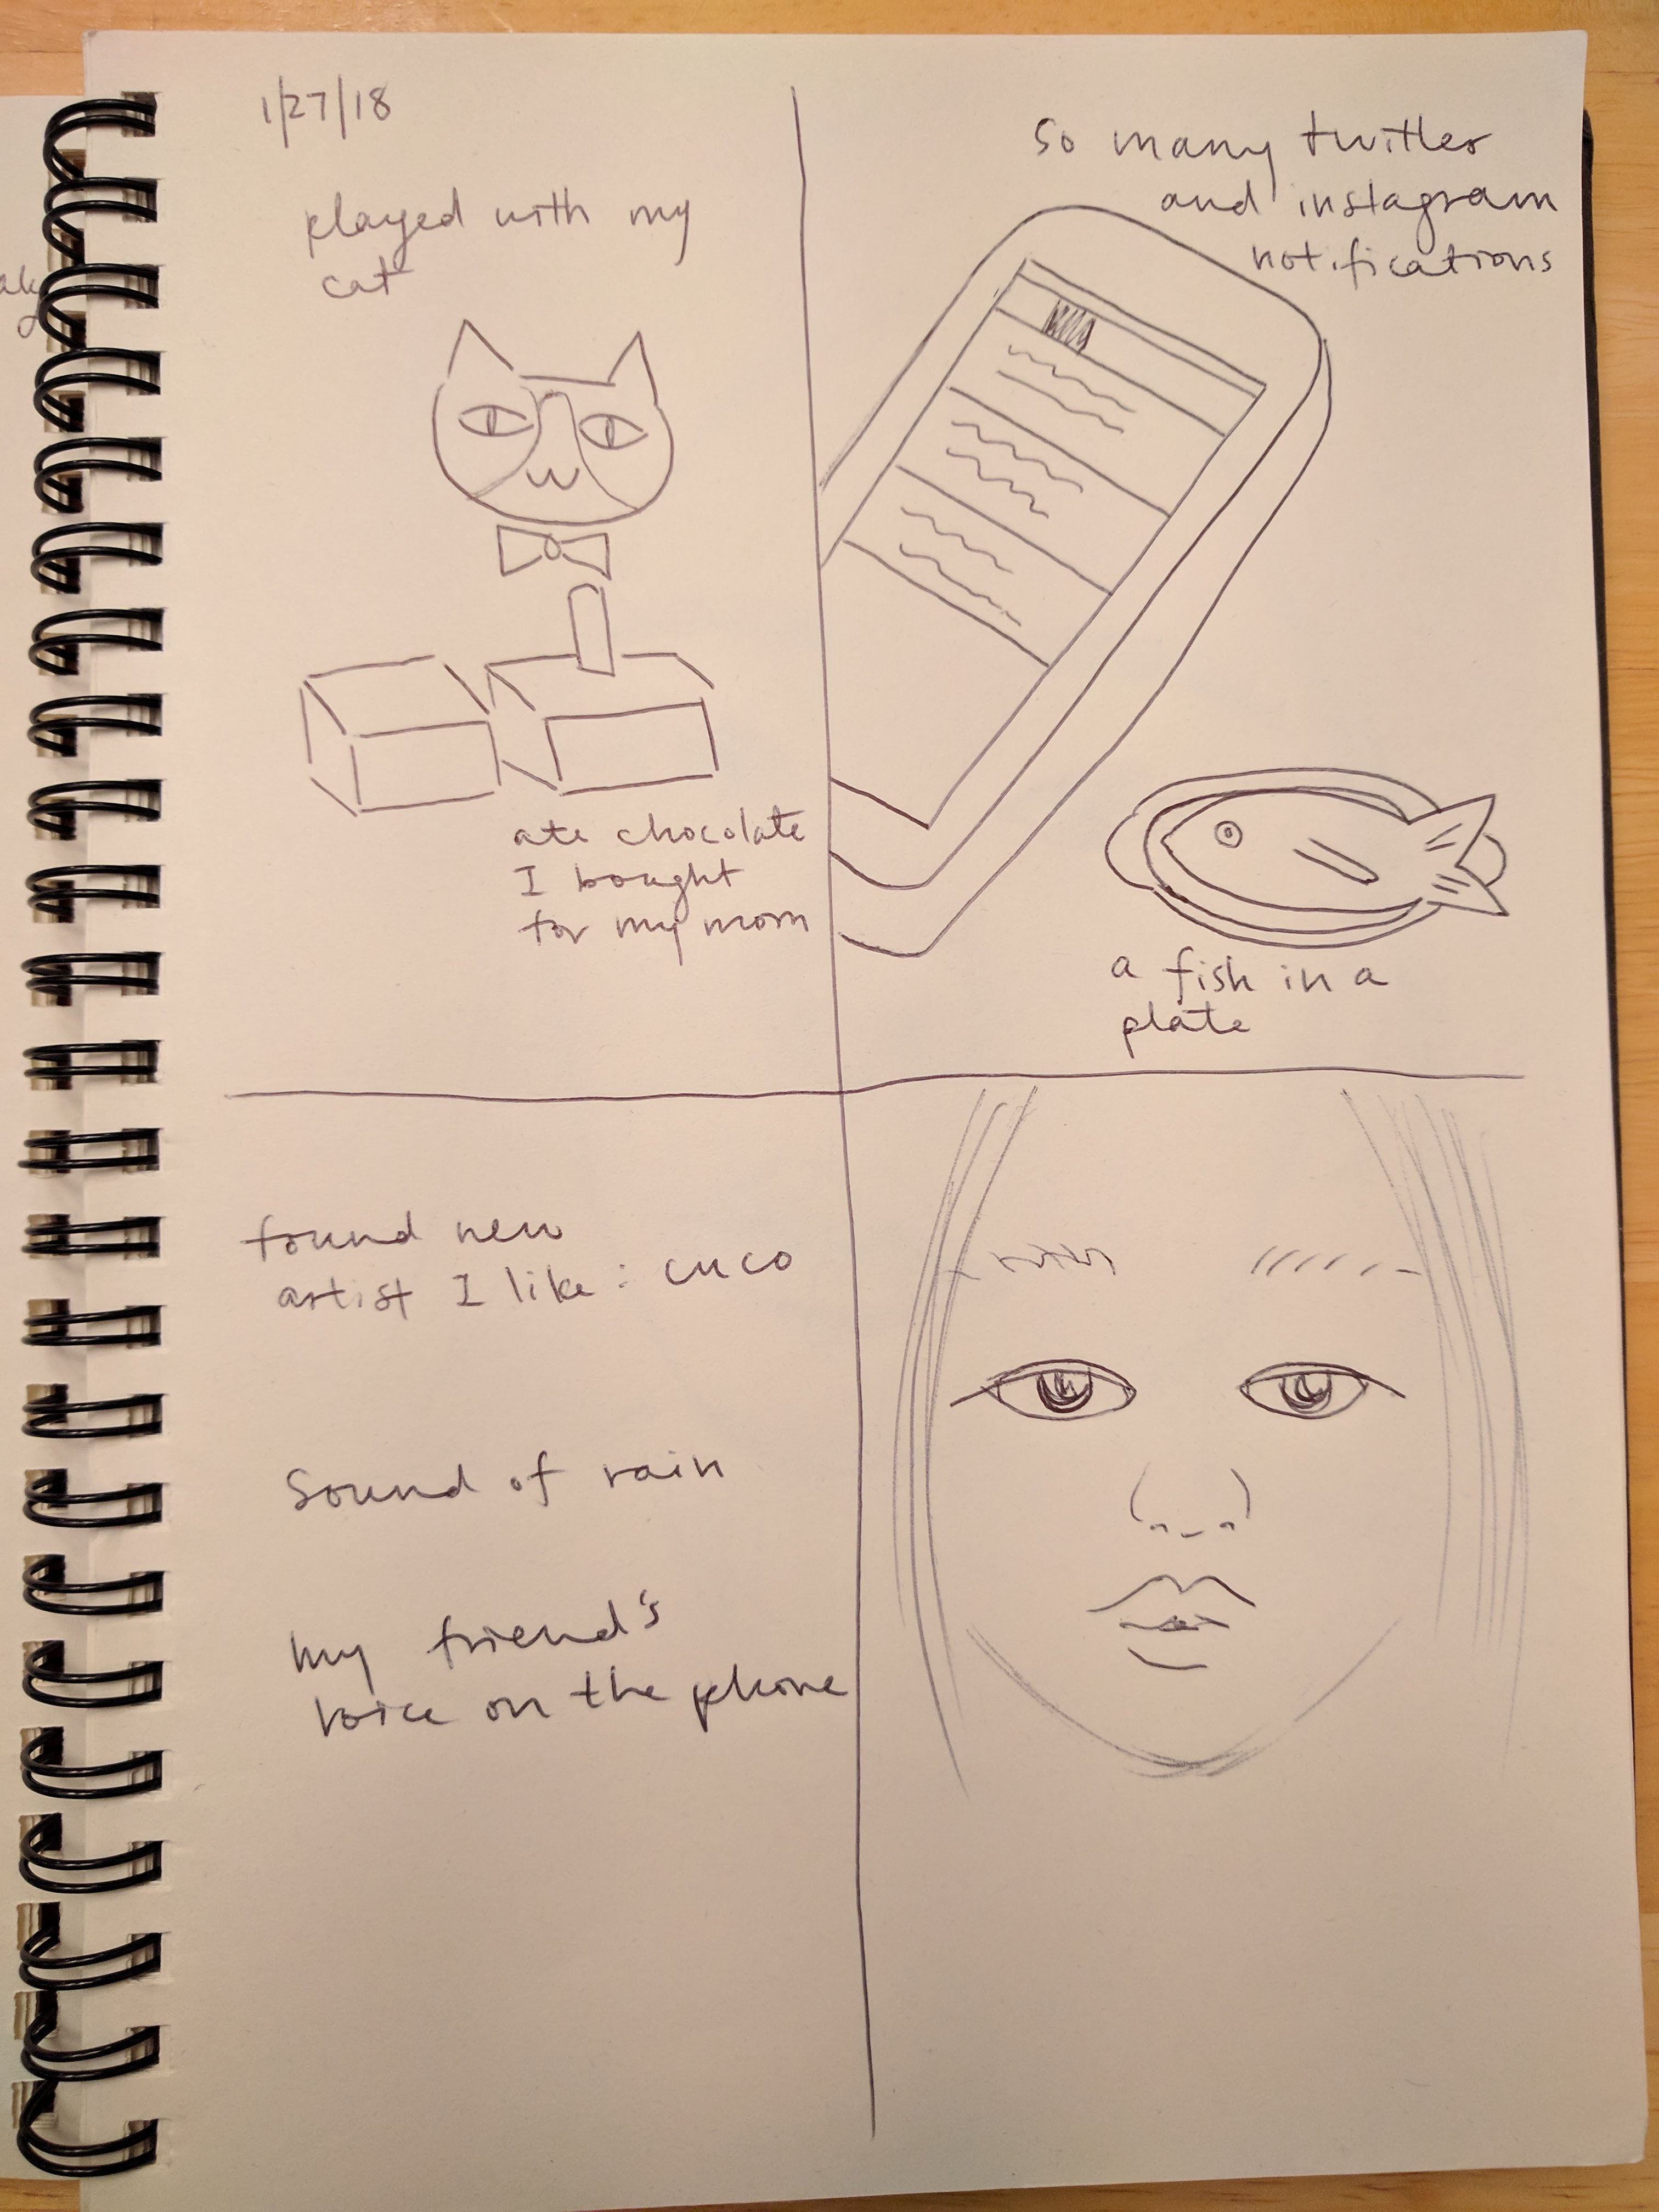 1/27/18
played with my
cat
ate chocolate
I bought
for my mom
so many twitter
and instagram
notifications
a fish in a
plate
found new
artist I like: cuco
Sound of rain
my friend's
voice on the phone